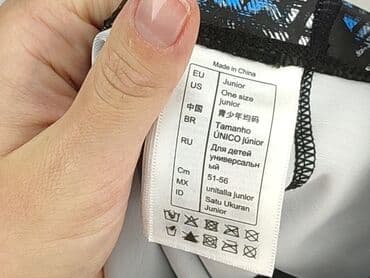 Made in China
EU Junior
US One size
junior
中国 青少年均码
BR Tamanho
ÚNICO júnior
RU Для детей
универсальн
ый
Cm 51-56
MX unitalla junior
ID Satu Ukuran
Junior